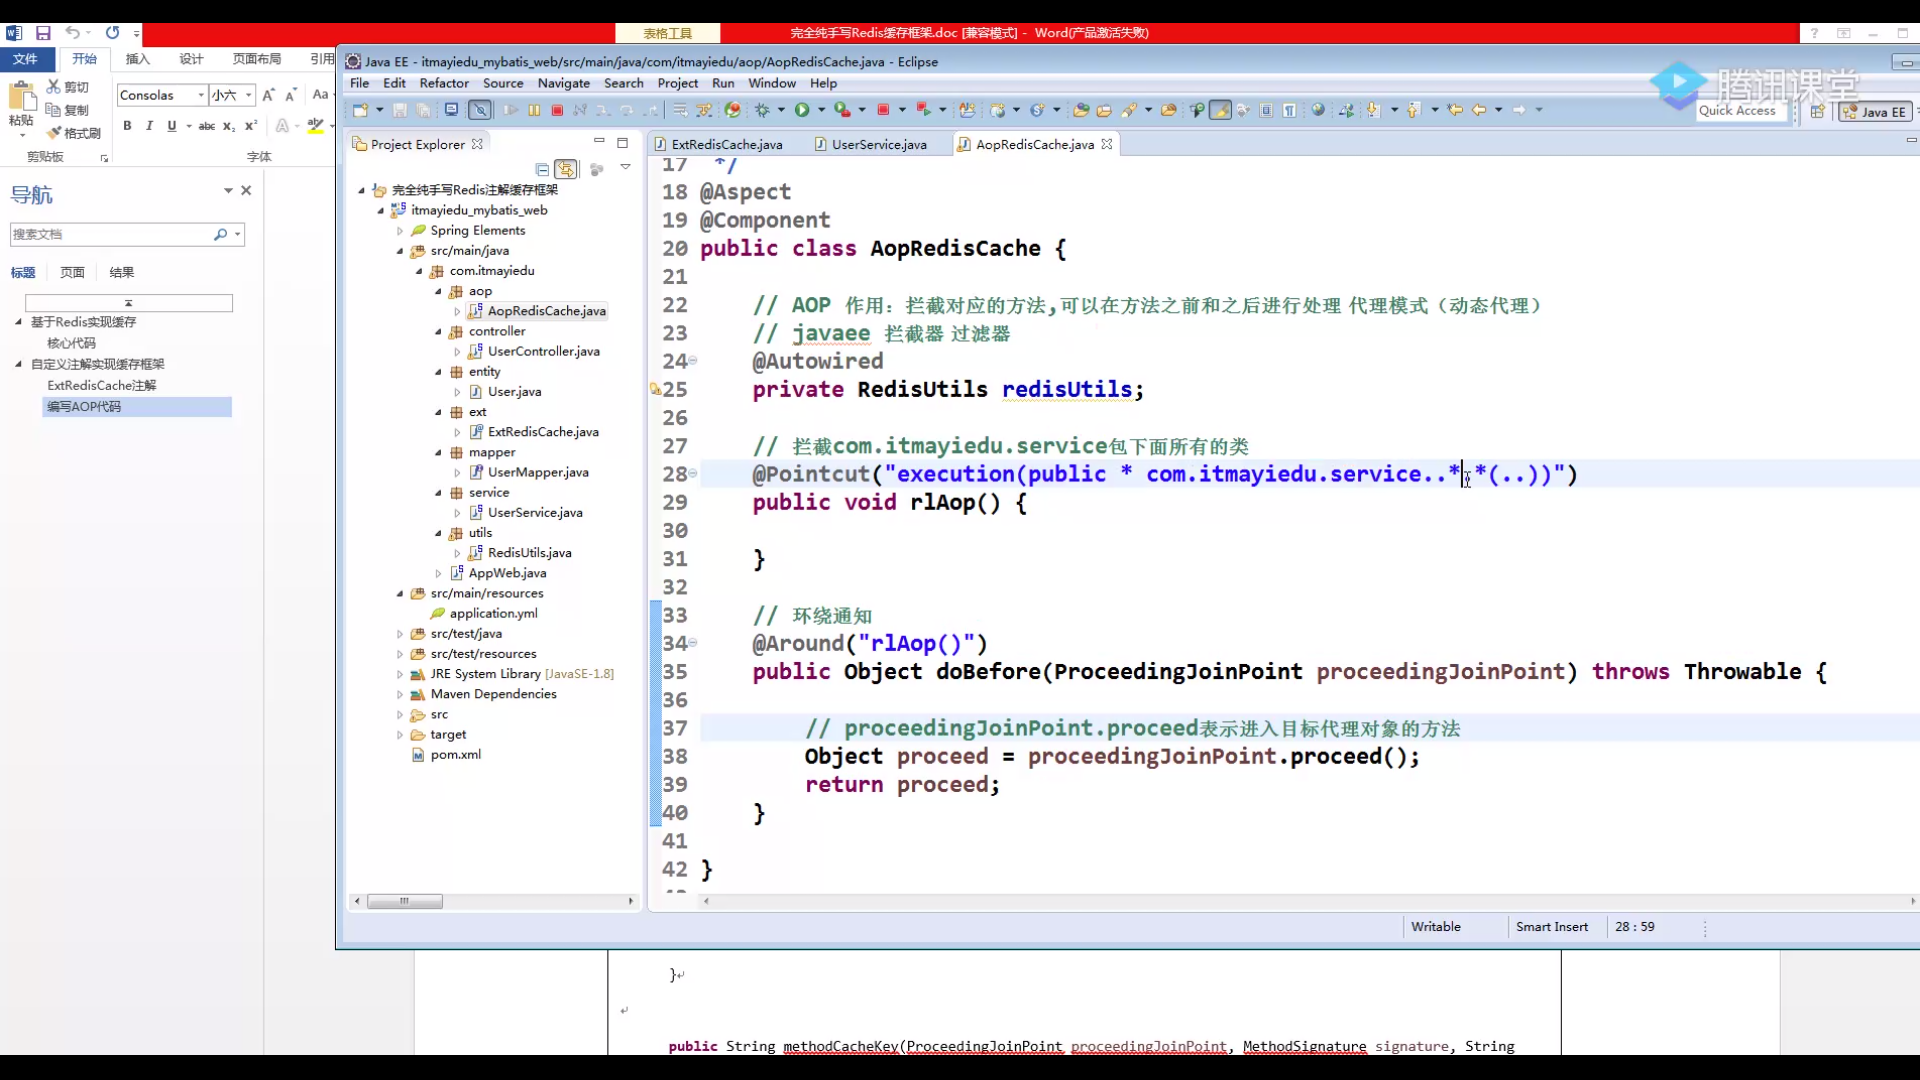 表格工具
完全纯手写Redis缓存框架.doc [兼容模式] - Word(产品激活失败)
文件
开始
插入
设计
页面布局
引用
剪切
复制
格式刷
粘贴
剪贴板
Consolas
小六
Aa
字体
导航
搜索文档
标题
页面
结果
基于Redis实现缓存
核心代码
自定义注解实现缓存框架
ExtRedisCache注解
编写AOP代码
Java EE - itmayiedu_mybatis_web/src/main/java/com/itmayiedu/aop/AopRedisCache.java - Eclipse
File Edit Refactor Source Navigate Search Project Run Window Help
腾讯课堂
Quick Access
Java EE
Project Explorer
完全纯手写Redis注解缓存框架
itmayiedu_mybatis_web
Spring Elements
src/main/java
com.itmayiedu
aop
AopRedisCache.java
controller
UserController.java
entity
User.java
ext
ExtRedisCache.java
mapper
UserMapper.java
service
UserService.java
utils
RedisUtils.java
AppWeb.java
src/main/resources
application.yml
src/test/java
src/test/resources
JRE System Library [JavaSE-1.8]
Maven Dependencies
src
target
pom.xml
ExtRedisCache.java
UserService.java
AopRedisCache.java
17 */
18 @Aspect
19 @Component
20 public class AopRedisCache {
21
22 // AOP 作用：拦截对应的方法,可以在方法之前和之后进行处理 代理模式（动态代理）
23 // javaee 拦截器 过滤器
24 @Autowired
25 private RedisUtils redisUtils;
26
27 // 拦截com.itmayiedu.service包下面所有的类
28 @Pointcut("execution(public * com.itmayiedu.service..*.*(..))")
29 public void rlAop() {
30
31 }
32
33 // 环绕通知
34 @Around("rlAop()")
35 public Object doBefore(ProceedingJoinPoint proceedingJoinPoint) throws Throwable {
36
37 // proceedingJoinPoint.proceed表示进入目标代理对象的方法
38 Object proceed = proceedingJoinPoint.proceed();
39 return proceed;
40 }
41
42 }
Writable
Smart Insert
28 : 59
}
public String methodCacheKey(ProceedingJoinPoint proceedingJoinPoint, MethodSignature signature, String